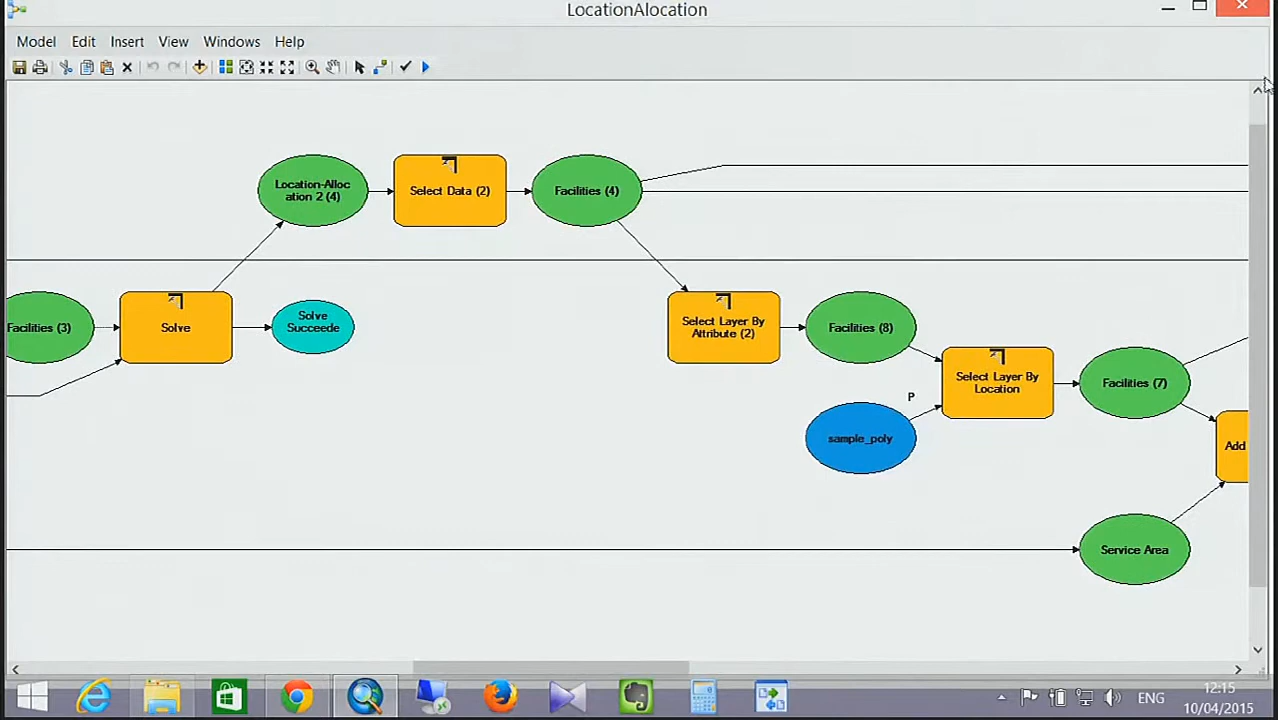 LocationAlocation
Model Edit Insert View Windows Help
Location-Alloc
ation 2 (4)
Select Data (2)
Facilities (4)
Facilities (3)
Solve
Solve
Succeede
Select Layer By
Attribute (2)
Facilities (8)
Select Layer By
Location
Facilities (7)
P
sample_poly
Add
Service Area
ENG
12:15
10/04/2015